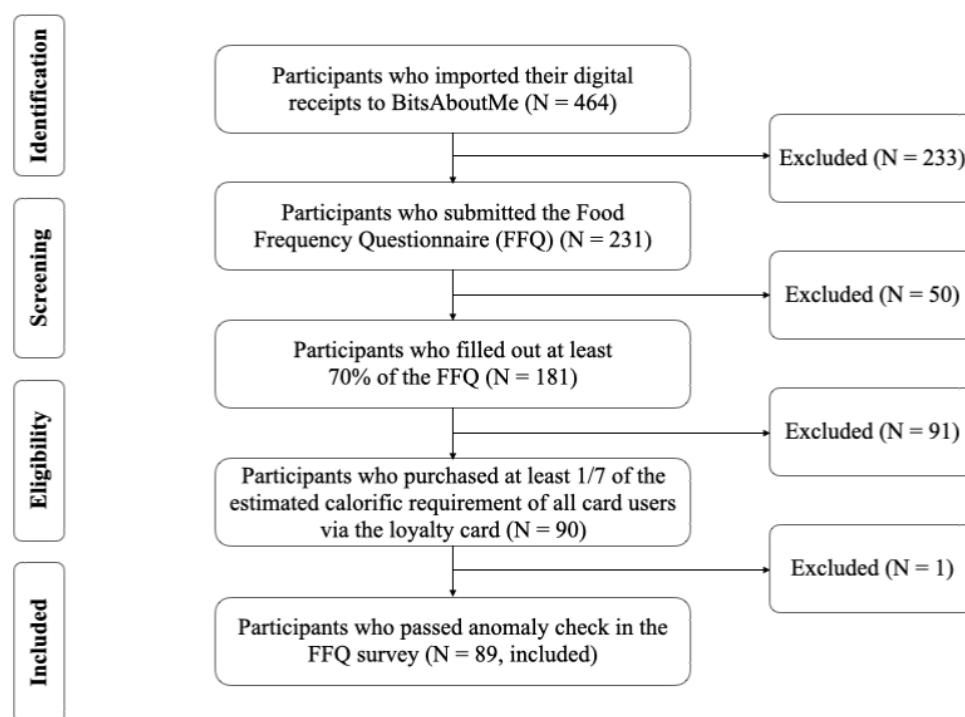 Identification
Participants who imported their digital
receipts to BitsAboutMe (N = 464)
Excluded (N = 233)
Screening
Participants who submitted the Food
Frequency Questionnaire (FFQ) (N = 231)
Excluded (N = 50)
Participants who filled out at least
70% of the FFQ (N = 181)
Eligibility
Excluded (N = 91)
Participants who purchased at least 1/7 of the
estimated calorific requirement of all card users
via the loyalty card (N = 90)
Excluded (N = 1)
Included
Participants who passed anomaly check in the
FFQ survey (N = 89, included)